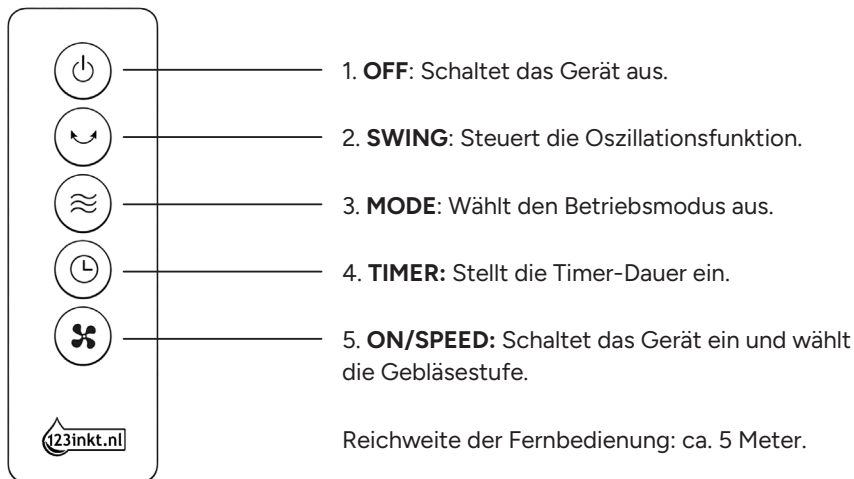 1. OFF: Schaltet das Gerät aus.
2. SWING: Steuert die Oszillationsfunktion.
3. MODE: Wählt den Betriebsmodus aus.
4. TIMER: Stellt die Timer-Dauer ein.
5. ON/SPEED: Schaltet das Gerät ein und wählt
die Gebläsestufe.
123inkt.nl
Reichweite der Fernbedienung: ca. 5 Meter.